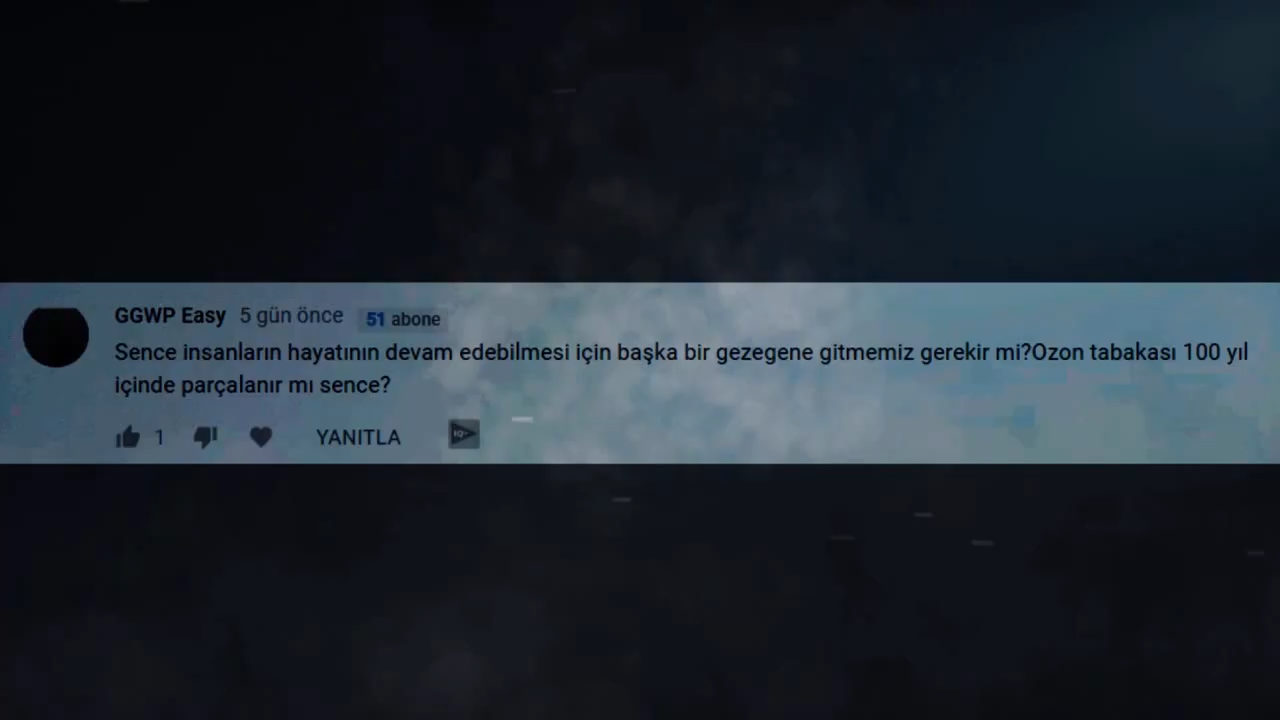 GGWP Easy 5 gün önce 51 abone
Sence insanların hayatının devam edebilmesi için başka bir gezegene gitmemiz gerekir mi?Ozon tabakası 100 yıl
içinde parçalanır mı sence?
1 YANITLA